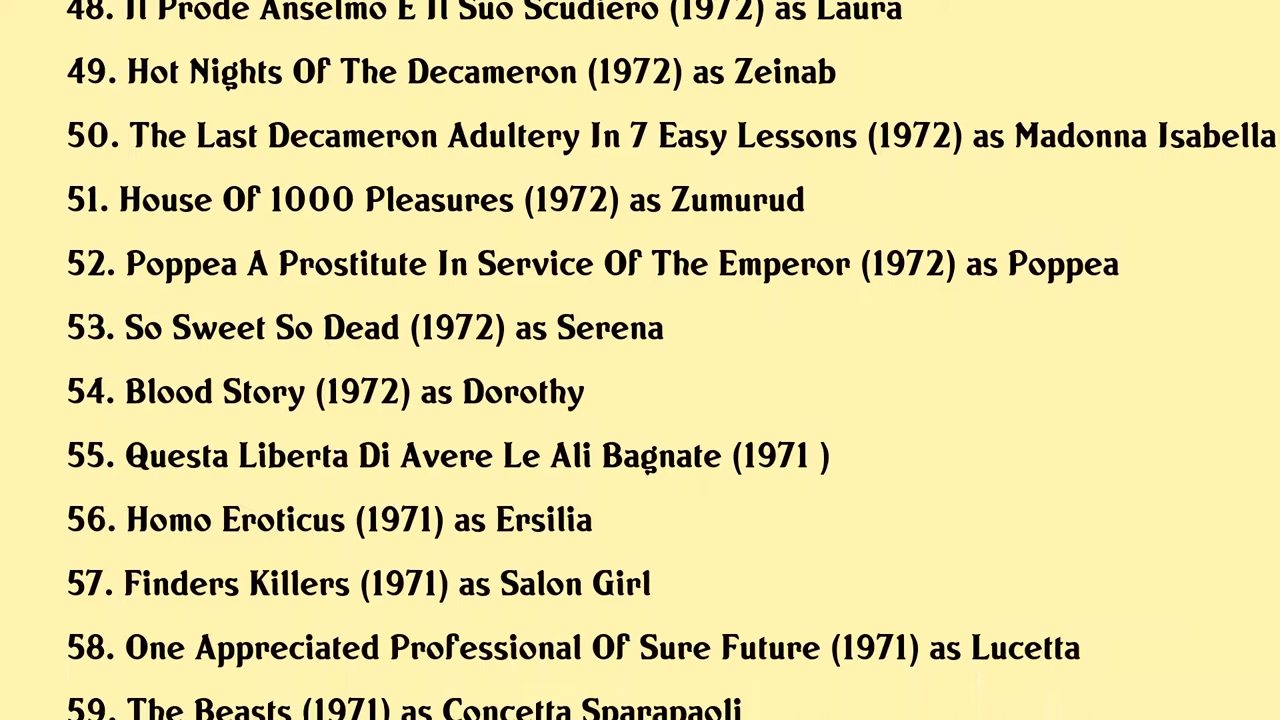 48. Il Prode Anselmo E Il Suo Scudiero (1972) as Laura
49. Hot Nights Of The Decameron (1972) as Zeinab
50. The Last Decameron Adultery In 7 Easy Lessons (1972) as Madonna Isabella
51. House Of 1000 Pleasures (1972) as Zumurud
52. Poppea A Prostitute In Service Of The Emperor (1972) as Poppea
53. So Sweet So Dead (1972) as Serena
54. Blood Story (1972) as Dorothy
55. Questa Liberta Di Avere Le Ali Bagnate (1971 )
56. Homo Eroticus (1971) as Ersilia
57. Finders Killers (1971) as Salon Girl
58. One Appreciated Professional Of Sure Future (1971) as Lucetta
59. The Beasts (1971) as Concetta Sparapaoli